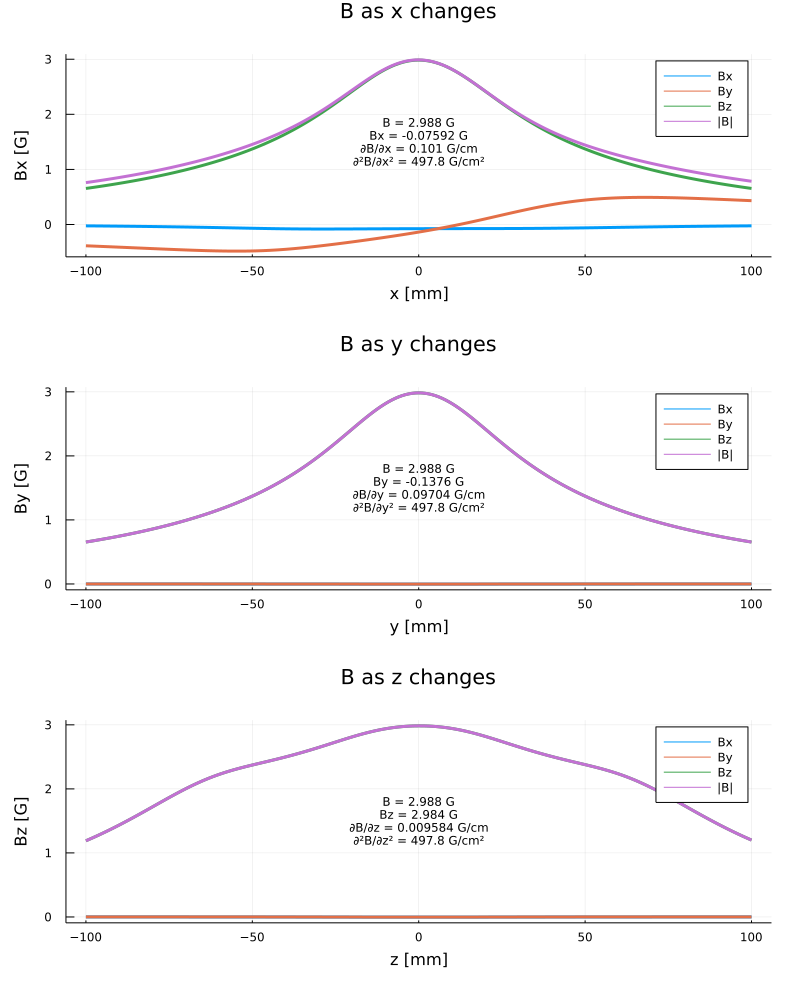 B as x changes
Bx [G]
3
2
1
0
Bx
By
Bz
|B|
B = 2.988 G
Bx = -0.07592 G
∂B/∂x = 0.101 G/cm
∂²B/∂x² = 497.8 G/cm²
−100
−50
0
50
100
x [mm]
B as y changes
By [G]
3
2
1
0
Bx
By
Bz
|B|
B = 2.988 G
By = -0.1376 G
∂B/∂y = 0.09704 G/cm
∂²B/∂y² = 497.8 G/cm²
−100
−50
0
50
100
y [mm]
B as z changes
Bz [G]
3
2
1
0
Bx
By
Bz
|B|
B = 2.988 G
Bz = 2.984 G
∂B/∂z = 0.009584 G/cm
∂²B/∂z² = 497.8 G/cm²
−100
−50
0
50
100
z [mm]